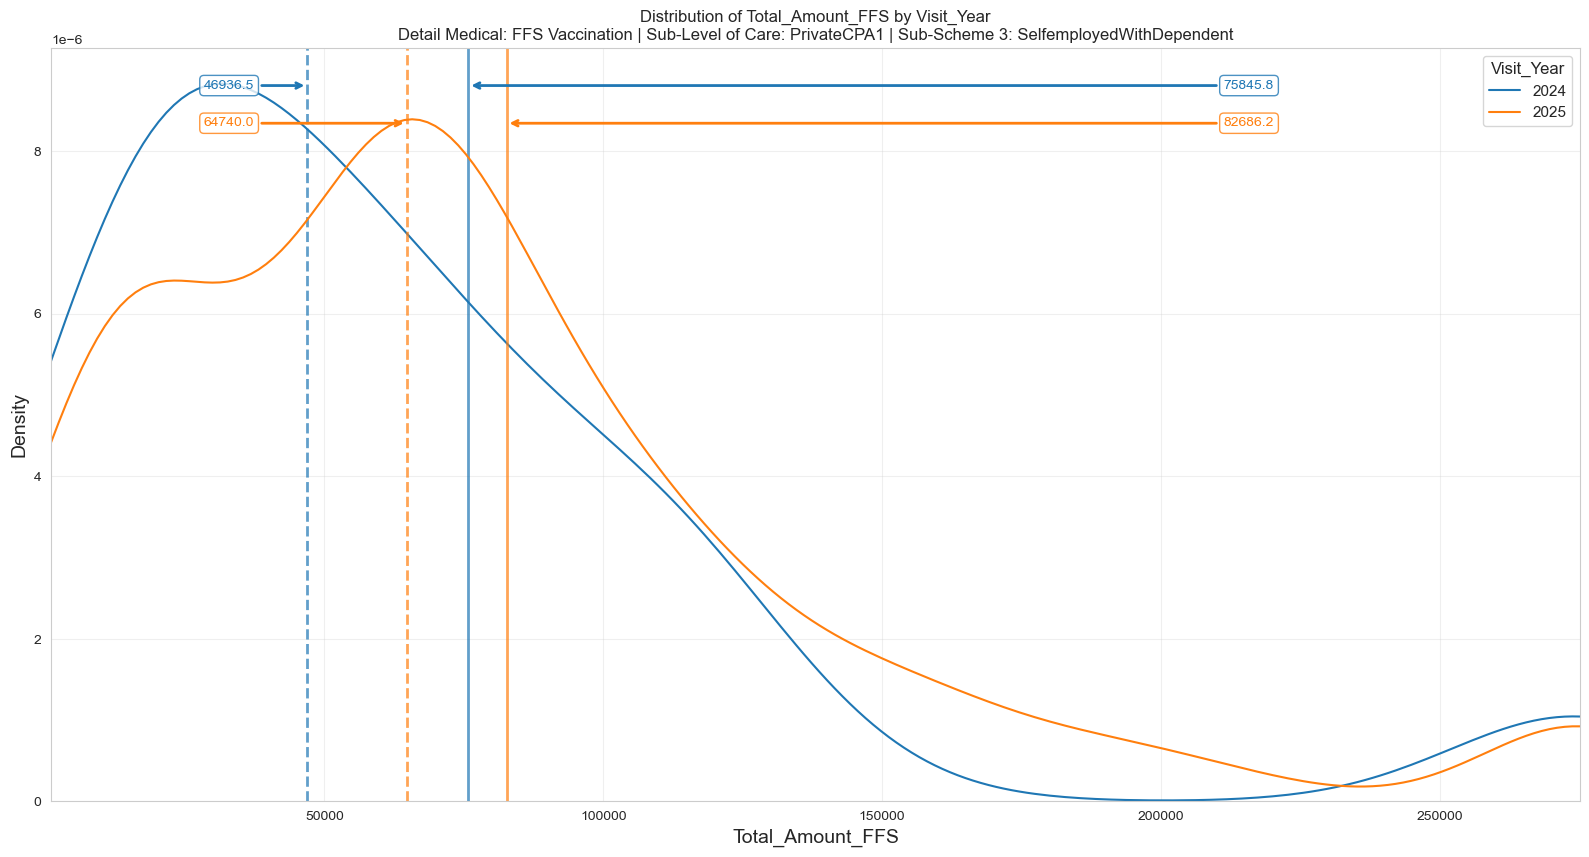 Distribution of Total_Amount_FFS by Visit_Year
Detail Medical: FFS Vaccination | Sub-Level of Care: PrivateCPA1 | Sub-Scheme 3: SelfemployedWithDependent
1e−6
Visit_Year
2024
2025
46936.5
75845.8
64740.0
82686.2
8
6
4
2
0
Density
50000
100000
150000
200000
250000
Total_Amount_FFS